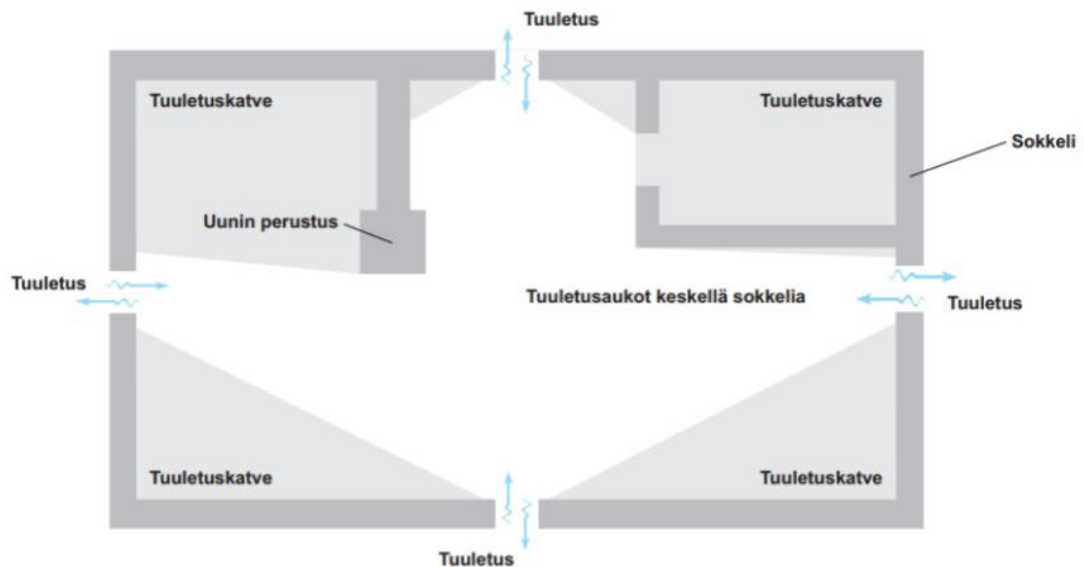 Tuuletus
Tuuletuskatve
Tuuletuskatve
Sokkeli
Uunin perustus
Tuuletus
Tuuletusaukot keskellä sokkelia
Tuuletus
Tuuletuskatve
Tuuletuskatve
Tuuletus